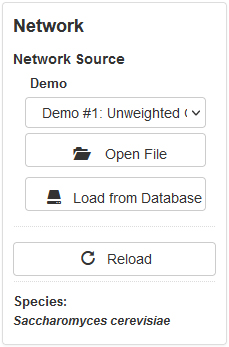 Network
Network Source
Demo
Demo #1: Unweighted
Open File
Load from Database
Reload
Species:
Saccharomyces cerevisiae